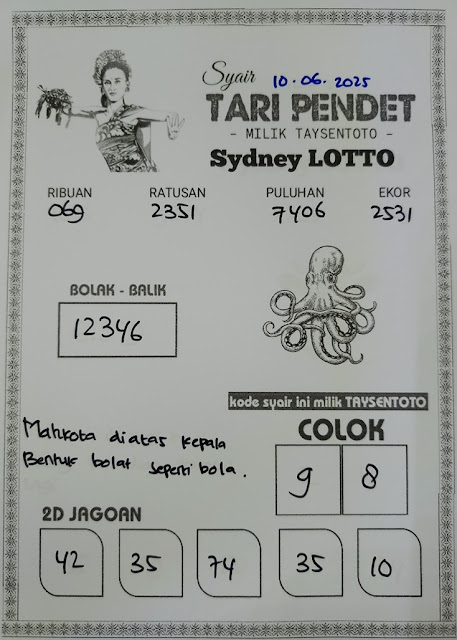 Syair 10.06.2025
TARI PENDET
- MILIK TAYSENTOTO -
Sydney LOTTO
RIBUAN RATUSAN PULUHAN EKOR
069 2351 7406 2531
BOLAK - BALIK
12346
kode syair ini milik TAYSENTOTO
COLOK
9 8
Mahkota diatas kepala
Bentuk bolat seperti bola.
2D JAGOAN
42 35 74 35 10